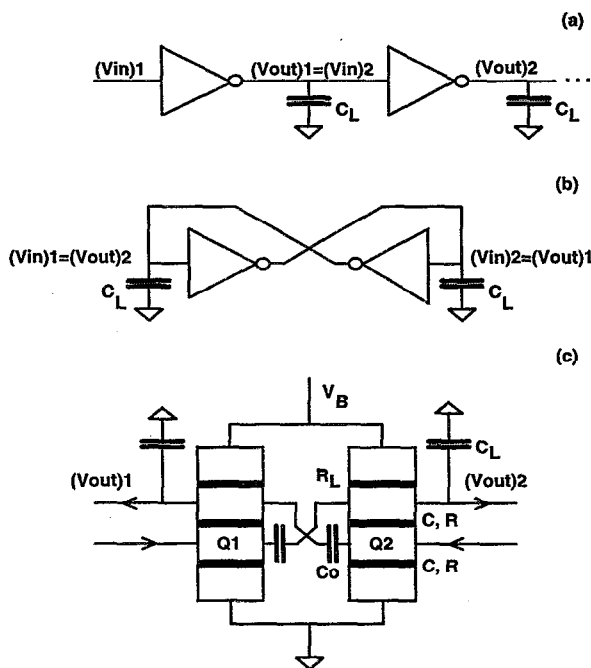 (a)
(Vin)1
(Vout)1=(Vin)2
(Vout)2
CL
CL
(b)
(Vin)1=(Vout)2
(Vin)2=(Vout)1
CL
CL
(c)
VB
CL
(Vout)1
RL
(Vout)2
C, R
Q1
Q2
Co
C, R